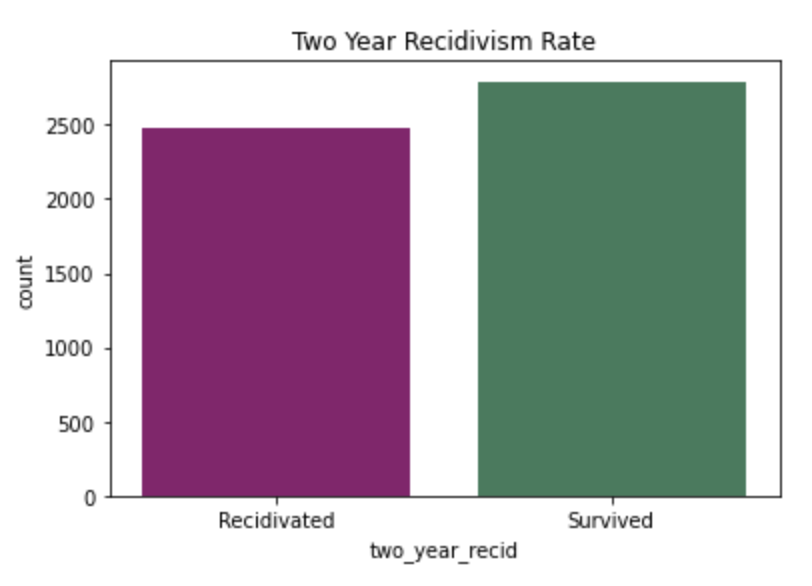 Two Year Recidivism Rate
count
2500
2000
1500
1000
500
0
Recidivated Survived
two_year_recid